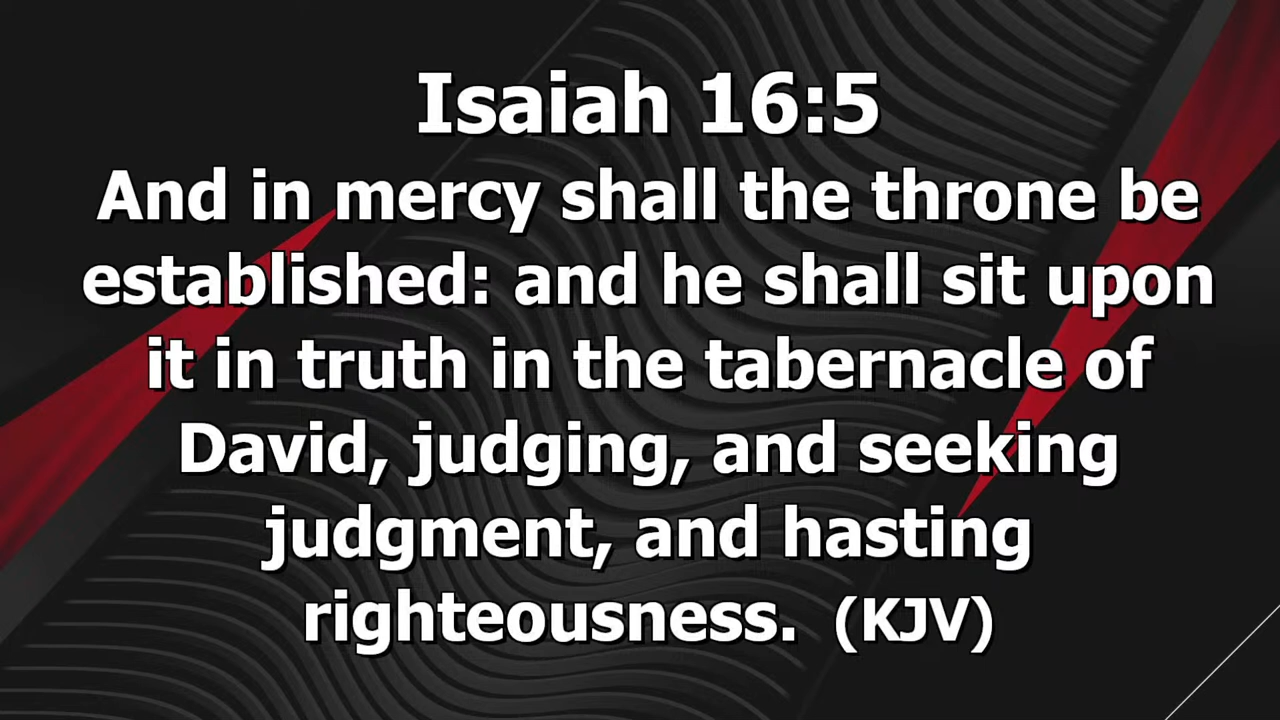 Isaiah 16:5
And in mercy shall the throne be
established: and he shall sit upon
it in truth in the tabernacle of
David, judging, and seeking
judgment, and hasting
righteousness. (KJV)